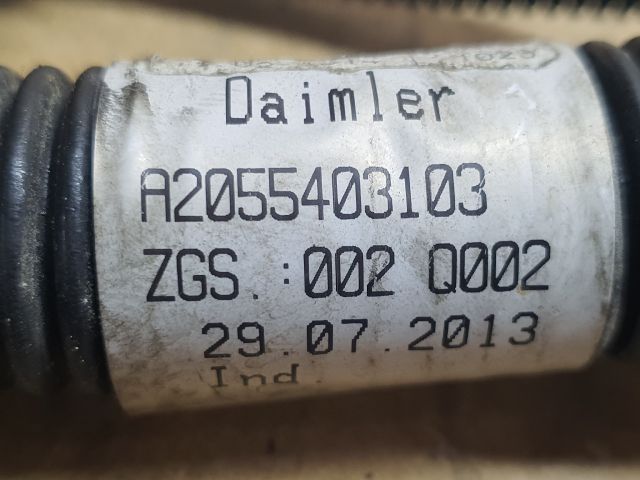 Daimler
A2055403103
ZGS.:002 Q002
29.07.2013
Ind.